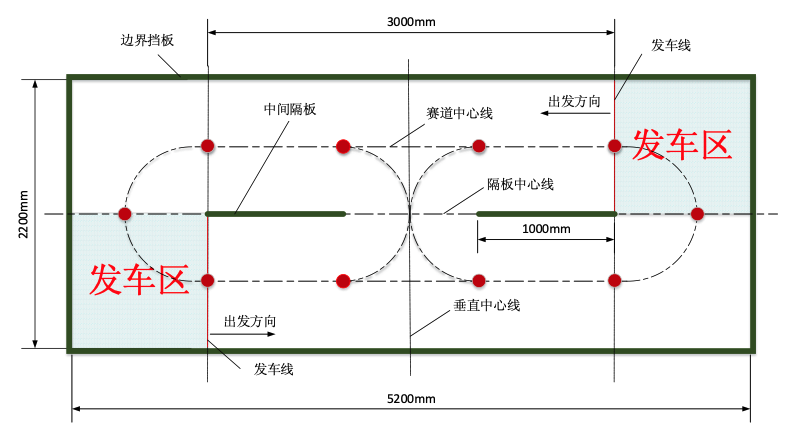 3000mm
边界挡板
发车线
中间隔板
赛道中心线
出发方向
发车区
隔板中心线
2200mm
1000mm
发车区
出发方向
垂直中心线
发车线
5200mm